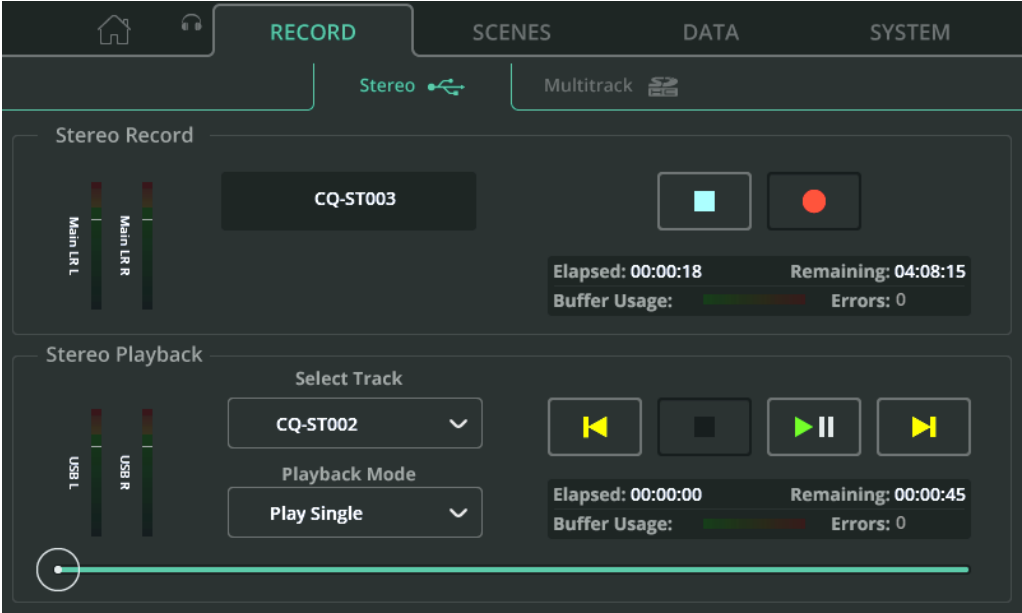 RECORD SCENES DATA SYSTEM
Stereo Multitrack SD HC
Stereo Record
Main LR L
Main LR R
CQ-ST003
Elapsed: 00:00:18 Remaining: 04:08:15
Buffer Usage: Errors: 0
Stereo Playback
USB L
USB R
Select Track
CQ-ST002
Playback Mode
Play Single
Elapsed: 00:00:00 Remaining: 00:00:45
Buffer Usage: Errors: 0